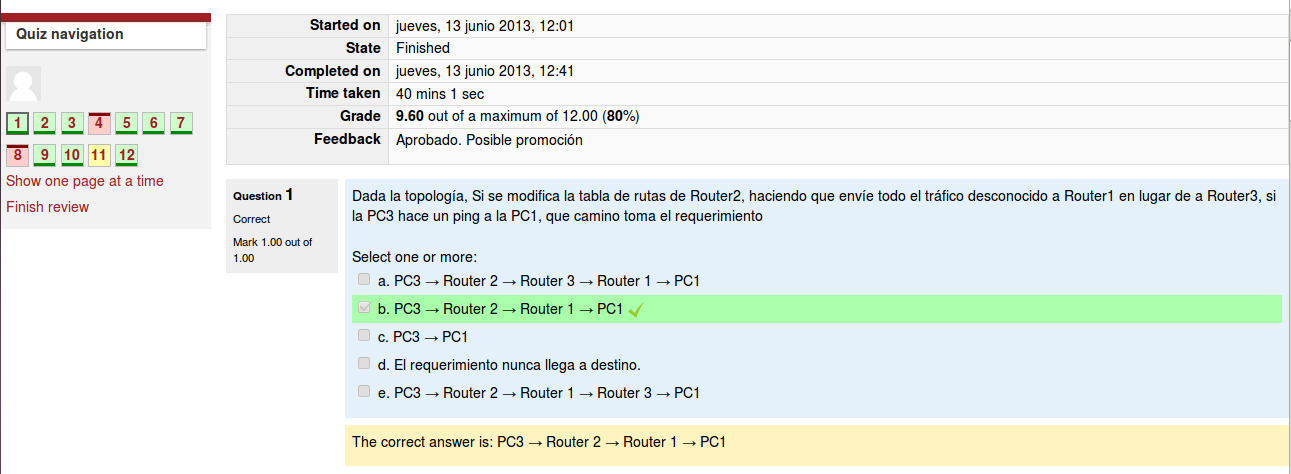 Quiz navigation
1 2 3 4 5 6 7
8 9 10 11 12
Show one page at a time
Finish review
Started on jueves, 13 junio 2013, 12:01
State Finished
Completed on jueves, 13 junio 2013, 12:41
Time taken 40 mins 1 sec
Grade 9.60 out of a maximum of 12.00 (80%)
Feedback Aprobado. Posible promoción
Question 1
Correct
Mark 1.00 out of
1.00
Dada la topología, Si se modifica la tabla de rutas de Router2, haciendo que envíe todo el tráfico desconocido a Router1 en lugar de a Router3, si
la PC3 hace un ping a la PC1, que camino toma el requerimiento
Select one or more:
a. PC3 → Router 2 → Router 3 → Router 1 → PC1
b. PC3 → Router 2 → Router 1 → PC1
c. PC3 → PC1
d. El requerimiento nunca llega a destino.
e. PC3 → Router 2 → Router 1 → Router 3 → PC1
The correct answer is: PC3 → Router 2 → Router 1 → PC1